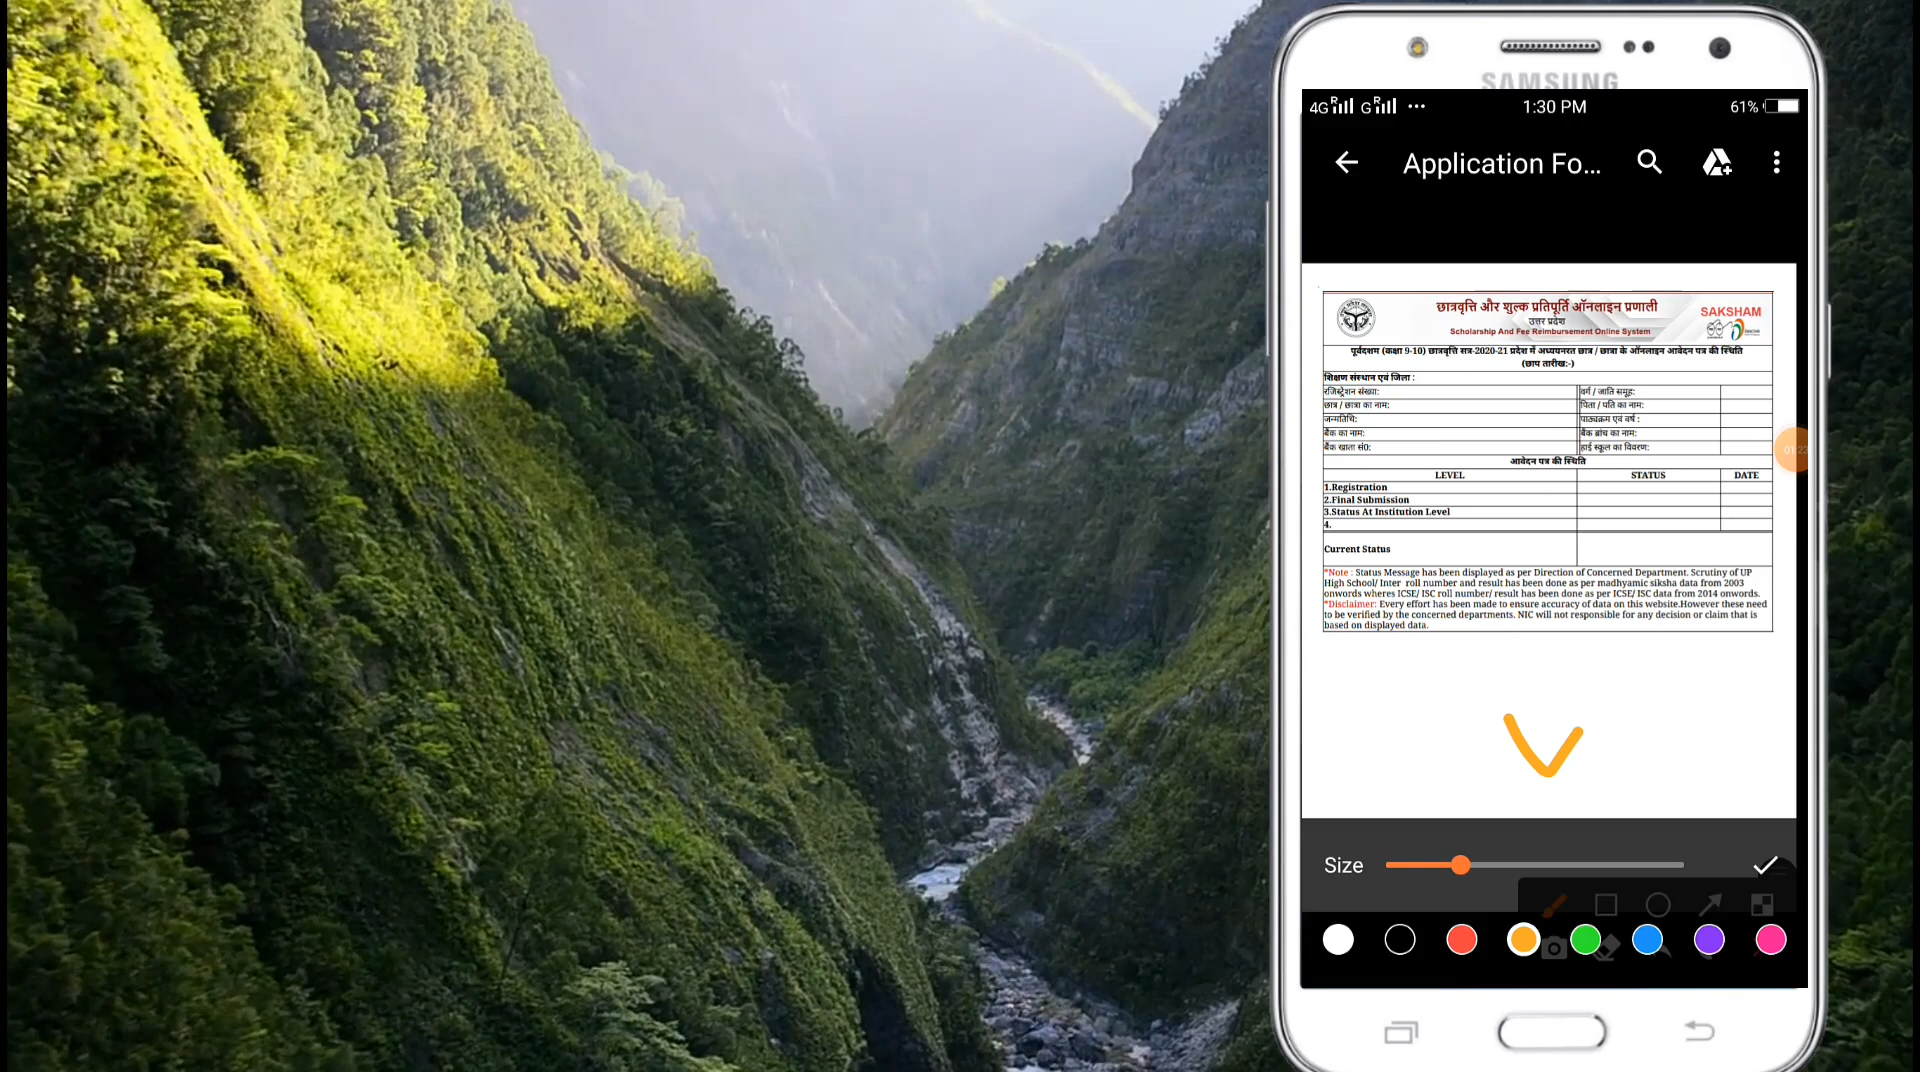 SAMSUNG
4G R G R ... 1:30 PM 61%
Application Fo...
छात्रवृत्ति और शुल्क प्रतिपूर्ति ऑनलाइन प्रणाली
उत्तर प्रदेश
Scholarship And Fee Reimbursement Online System
SAKSHAM
पूर्वदशम (कक्षा 9-10) छात्रवृत्ति सत्र-2020-21 प्रदेश में अध्ययनरत छात्र / छात्रा के ऑनलाइन आवेदन पत्र की स्थिति
(छाप तारीख:-)
शिक्षण संस्थान एवं जिला :
रजिस्ट्रेशन संख्या: वर्ग / जाति समूह:
छात्र / छात्रा का नाम: पिता / पति का नाम:
जन्मतिथि: पाठ्यक्रम एवं वर्ष :
बैंक का नाम: बैंक ब्रांच का नाम:
बैंक खाता सं0: हाई स्कूल का विवरण:
आवेदन पत्र की स्थिति
LEVEL STATUS DATE
1.Registration
2.Final Submission
3.Status At Institution Level
4.
Current Status
*Note : Status Message has been displayed as per Direction of Concerned Department. Scrutiny of UP
High School/ Inter roll number and result has been done as per madhyamic siksha data from 2003
onwords wheres ICSE/ ISC roll number/ result has been done as per ICSE/ ISC data from 2014 onwords.
*Disclaimer: Every effort has been made to ensure accuracy of data on this website.However these need
to be verified by the concerned departments. NIC will not responsible for any decision or claim that is
based on displayed data.
01:23
Size